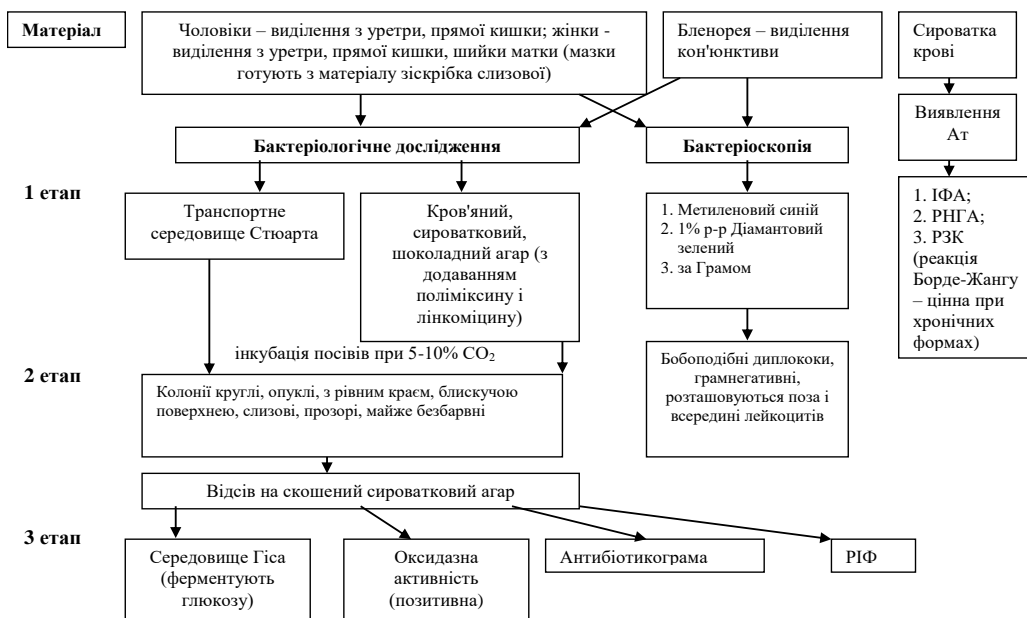 Матеріал
Чоловіки – виділення з уретри, прямої кишки; жінки -
виділення з уретри, прямої кишки, шийки матки (мазки
готують з матеріалу зіскрібка слизової)
Бленорея – виділення
кон'юнктиви
Сироватка
крові
Виявлення
Ат
Бактеріологічне дослідження
Бактеріоскопія
1 етап
Транспортне
середовище Стюарта
Кров'яний,
сироватковий,
шоколадний агар (з
додаванням
поліміксину і
лінкоміцину)
1. Метиленовий синій
2. 1% р-р Діамантовий
зелений
3. за Грамом
1. ІФА;
2. РНГА;
3. РЗК
(реакція
Борде-Жангу
– цінна при
хронічних
формах)
інкубація посівів при 5-10% CO₂
2 етап
Колонії круглі, опуклі, з рівним краєм, блискучою
поверхнею, слизові, прозорі, майже безбарвні
Бобоподібні диплококи,
грамнегативні,
розташовуються поза і
всередині лейкоцитів
Відсів на скошений сироватковий агар
3 етап
Середовище Гіса
(ферментують
глюкозу)
Оксидазна
активність
(позитивна)
Антибіотикограма
РІФ